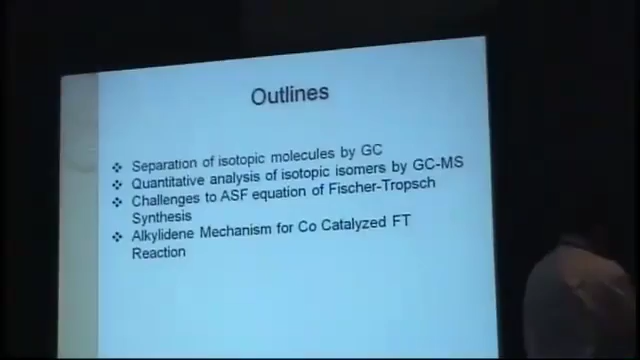 Outlines
❖ Separation of isotopic molecules by GC
❖ Quantitative analysis of isotopic isomers by GC-MS
❖ Challenges to ASF equation of Fischer-Tropsch
Synthesis
❖ Alkylidene Mechanism for Co Catalyzed FT
Reaction